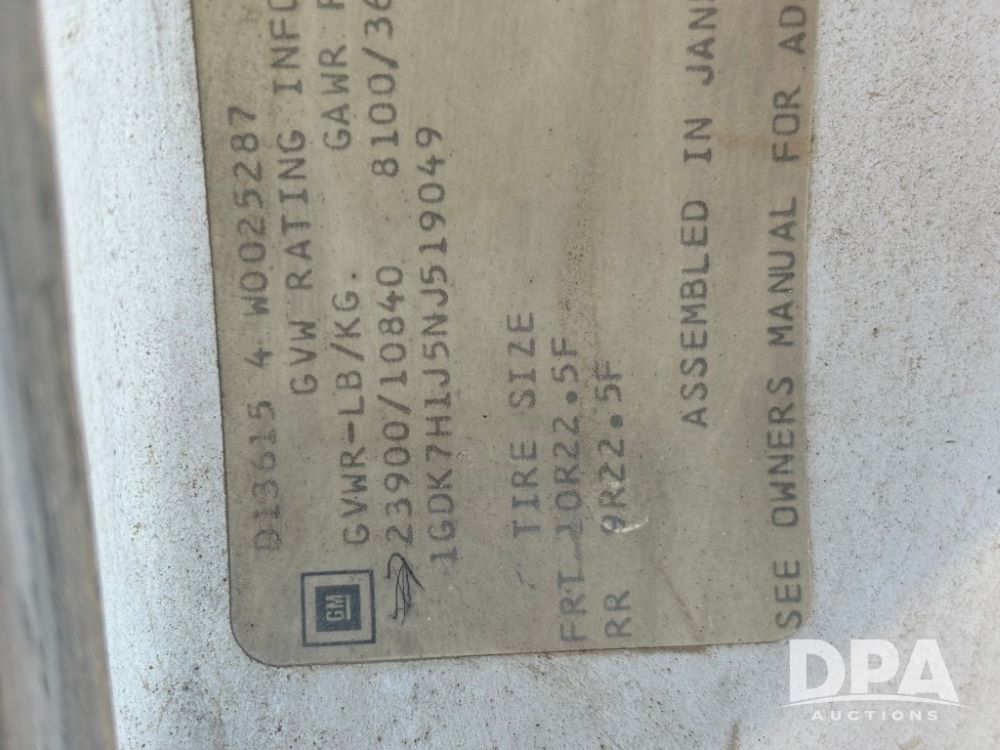 D13615 4 W0025287
GVW RATING INFO
GVWR-LB/KG. GAWR F
23900/10840 8100/36
1GDK7H1J5NJ519049
TIRE SIZE
FRT 10R22.5F
RR 9R22.5F
ASSEMBLED IN JANE
SEE OWNERS MANUAL FOR AD
GM
DPA
AUCTIONS